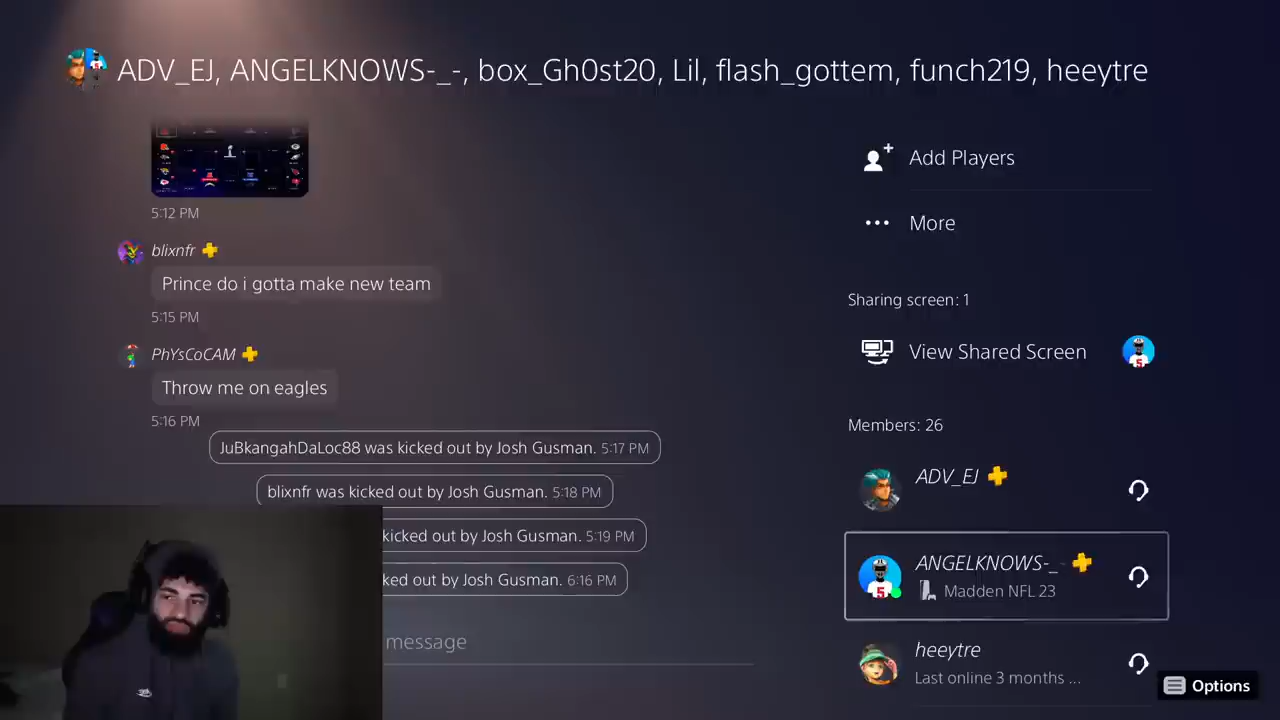 ADV_EJ, ANGELKNOWS-_-, box_Gh0st20, Lil, flash_gottem, funch219, heeytre
5:12 PM
blixnfr
Prince do i gotta make new team
5:15 PM
PhYsCoCAM
Throw me on eagles
5:16 PM
JuBkangahDaLoc88 was kicked out by Josh Gusman. 5:17 PM
blixnfr was kicked out by Josh Gusman. 5:18 PM
kicked out by Josh Gusman. 5:19 PM
ked out by Josh Gusman. 6:16 PM
message
Add Players
More
Sharing screen: 1
View Shared Screen
Members: 26
ADV_EJ
ANGELKNOWS-_-
Madden NFL 23
heeytre
Last online 3 months ...
Options